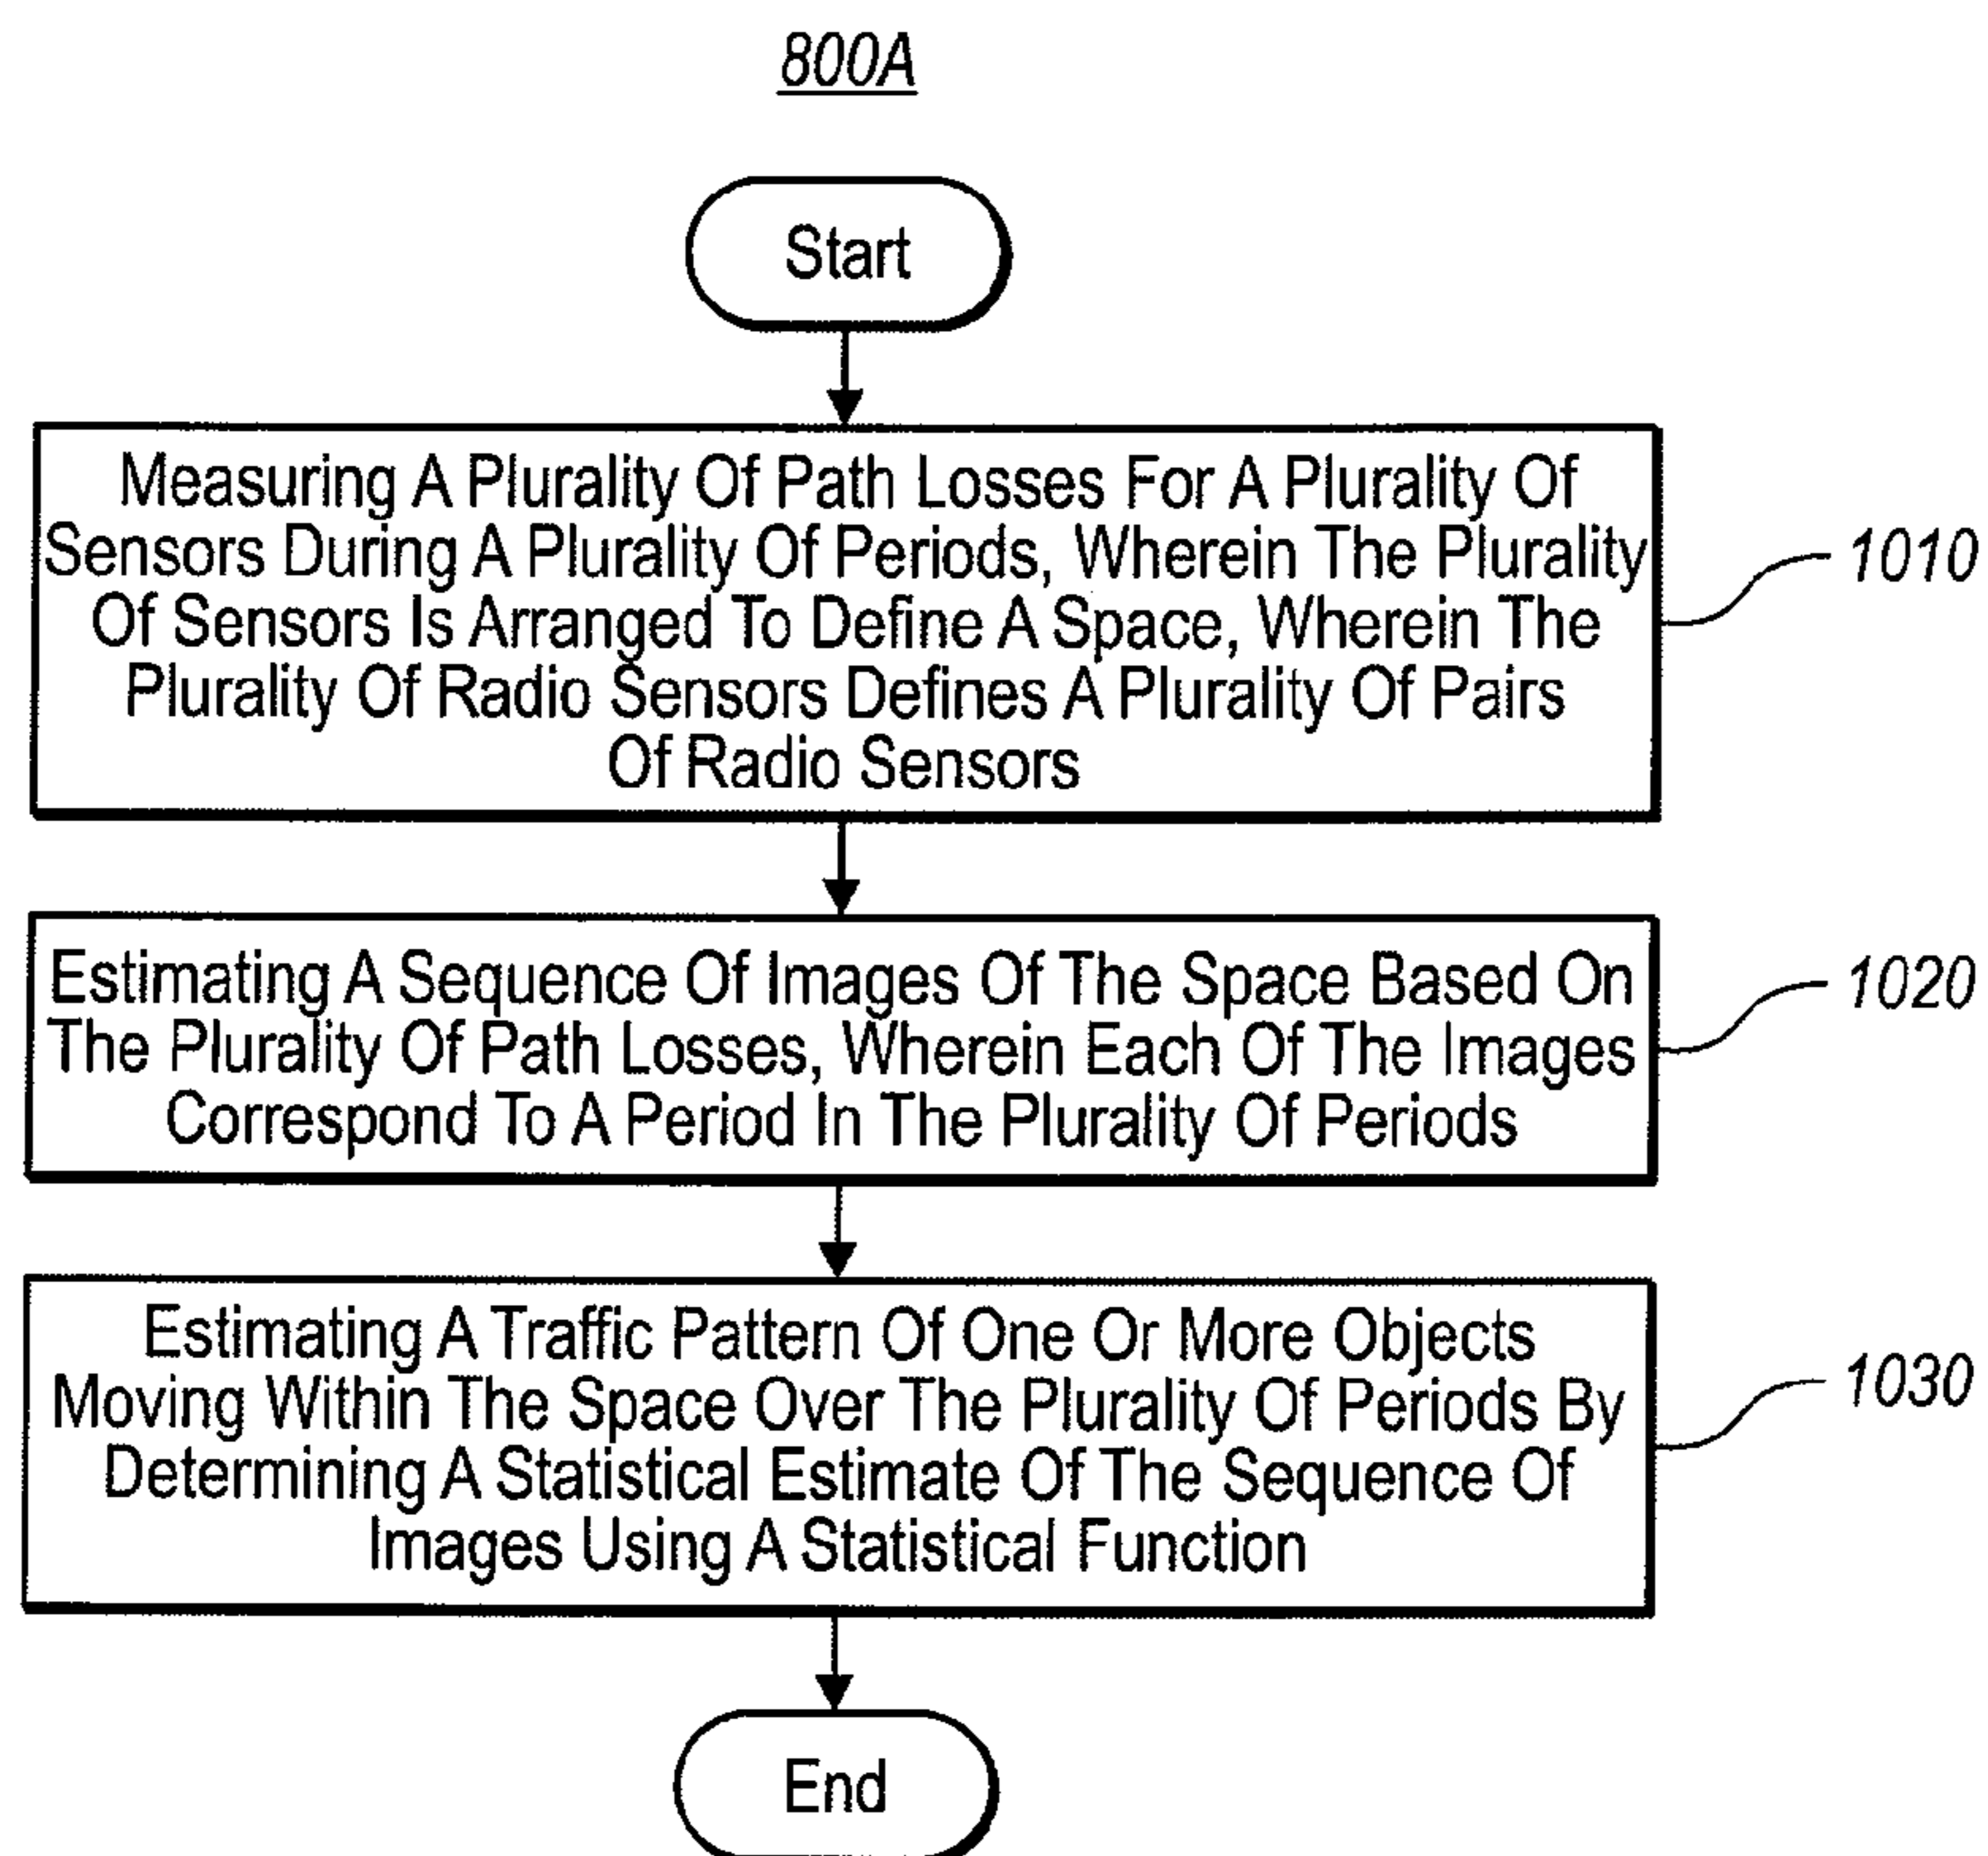 800A
Start
Measuring A Plurality Of Path Losses For A Plurality Of
Sensors During A Plurality Of Periods, Wherein The Plurality
Of Sensors Is Arranged To Define A Space, Wherein The
Plurality Of Radio Sensors Defines A Plurality Of Pairs
Of Radio Sensors
1010
Estimating A Sequence Of Images Of The Space Based On
The Plurality Of Path Losses, Wherein Each Of The Images
Correspond To A Period In The Plurality Of Periods
1020
Estimating A Traffic Pattern Of One Or More Objects
Moving Within The Space Over The Plurality Of Periods By
Determining A Statistical Estimate Of The Sequence Of
Images Using A Statistical Function
1030
End